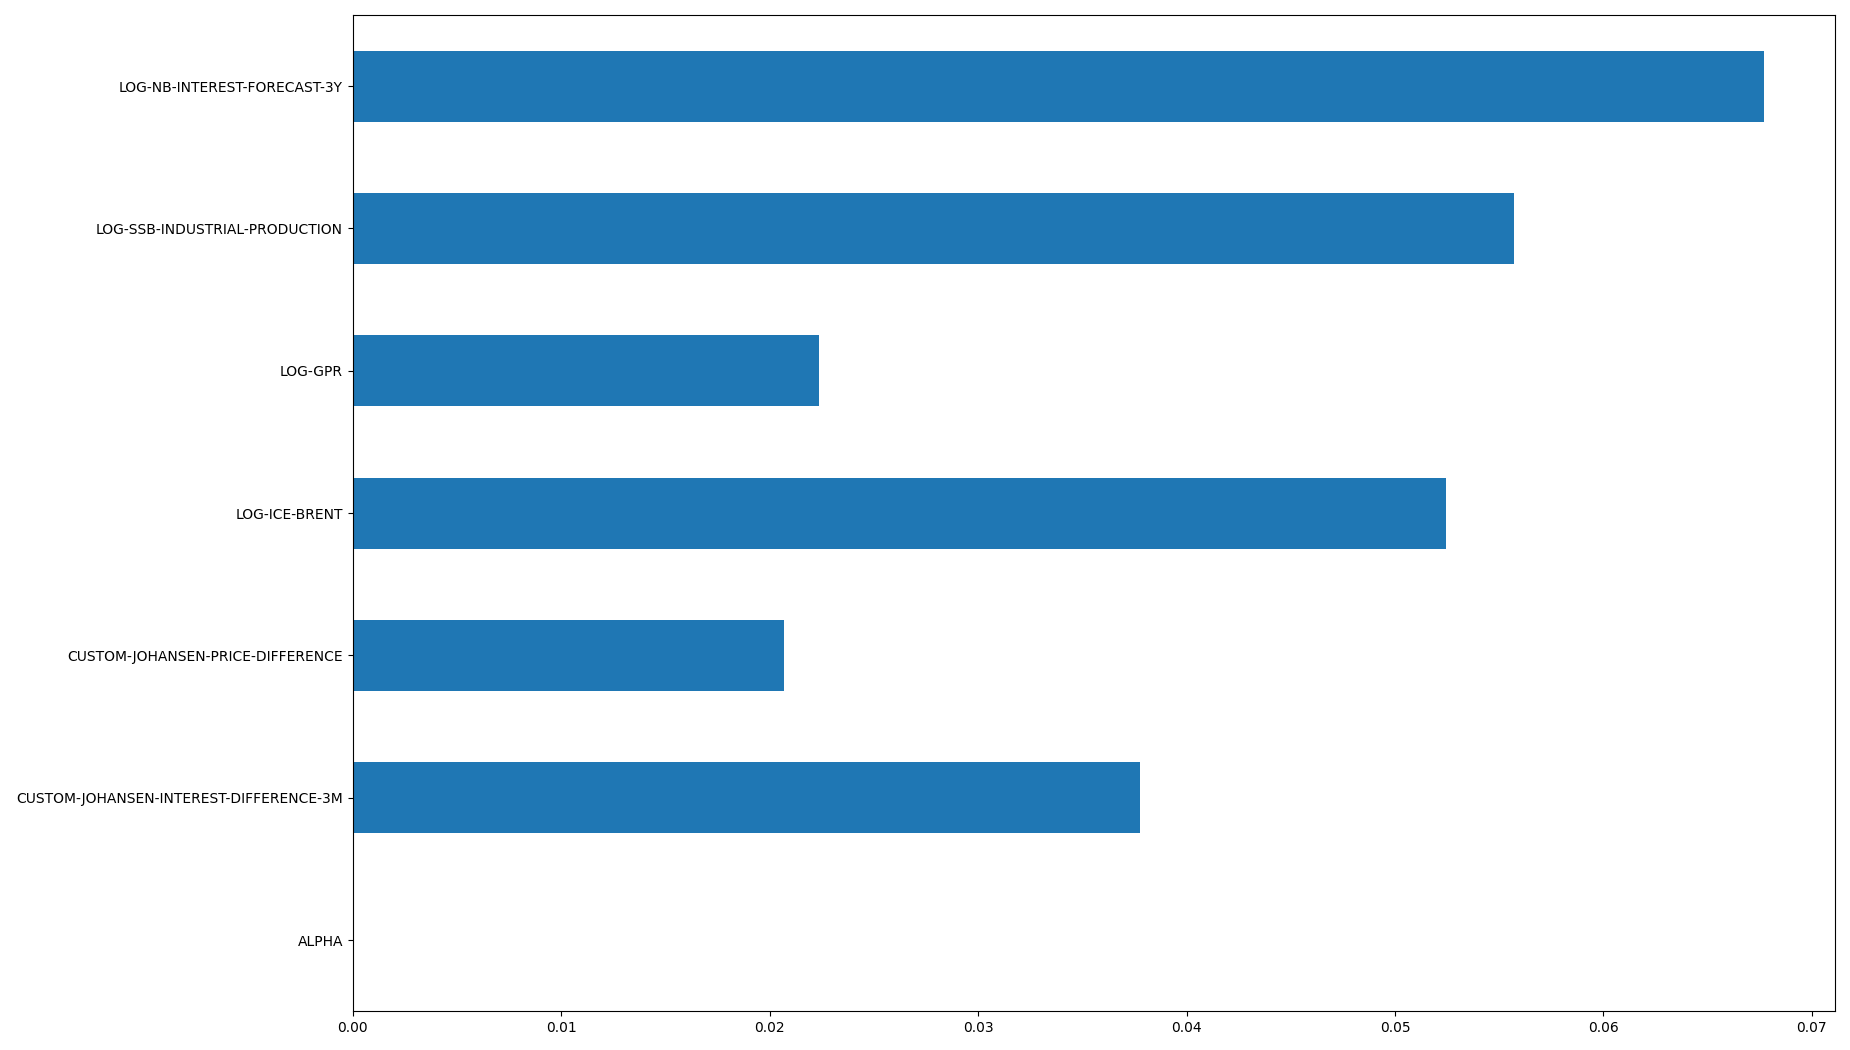 LOG-NB-INTEREST-FORECAST-3Y
LOG-SSB-INDUSTRIAL-PRODUCTION
LOG-GPR
LOG-ICE-BRENT
CUSTOM-JOHANSEN-PRICE-DIFFERENCE
CUSTOM-JOHANSEN-INTEREST-DIFFERENCE-3M
ALPHA
0.00 0.01 0.02 0.03 0.04 0.05 0.06 0.07